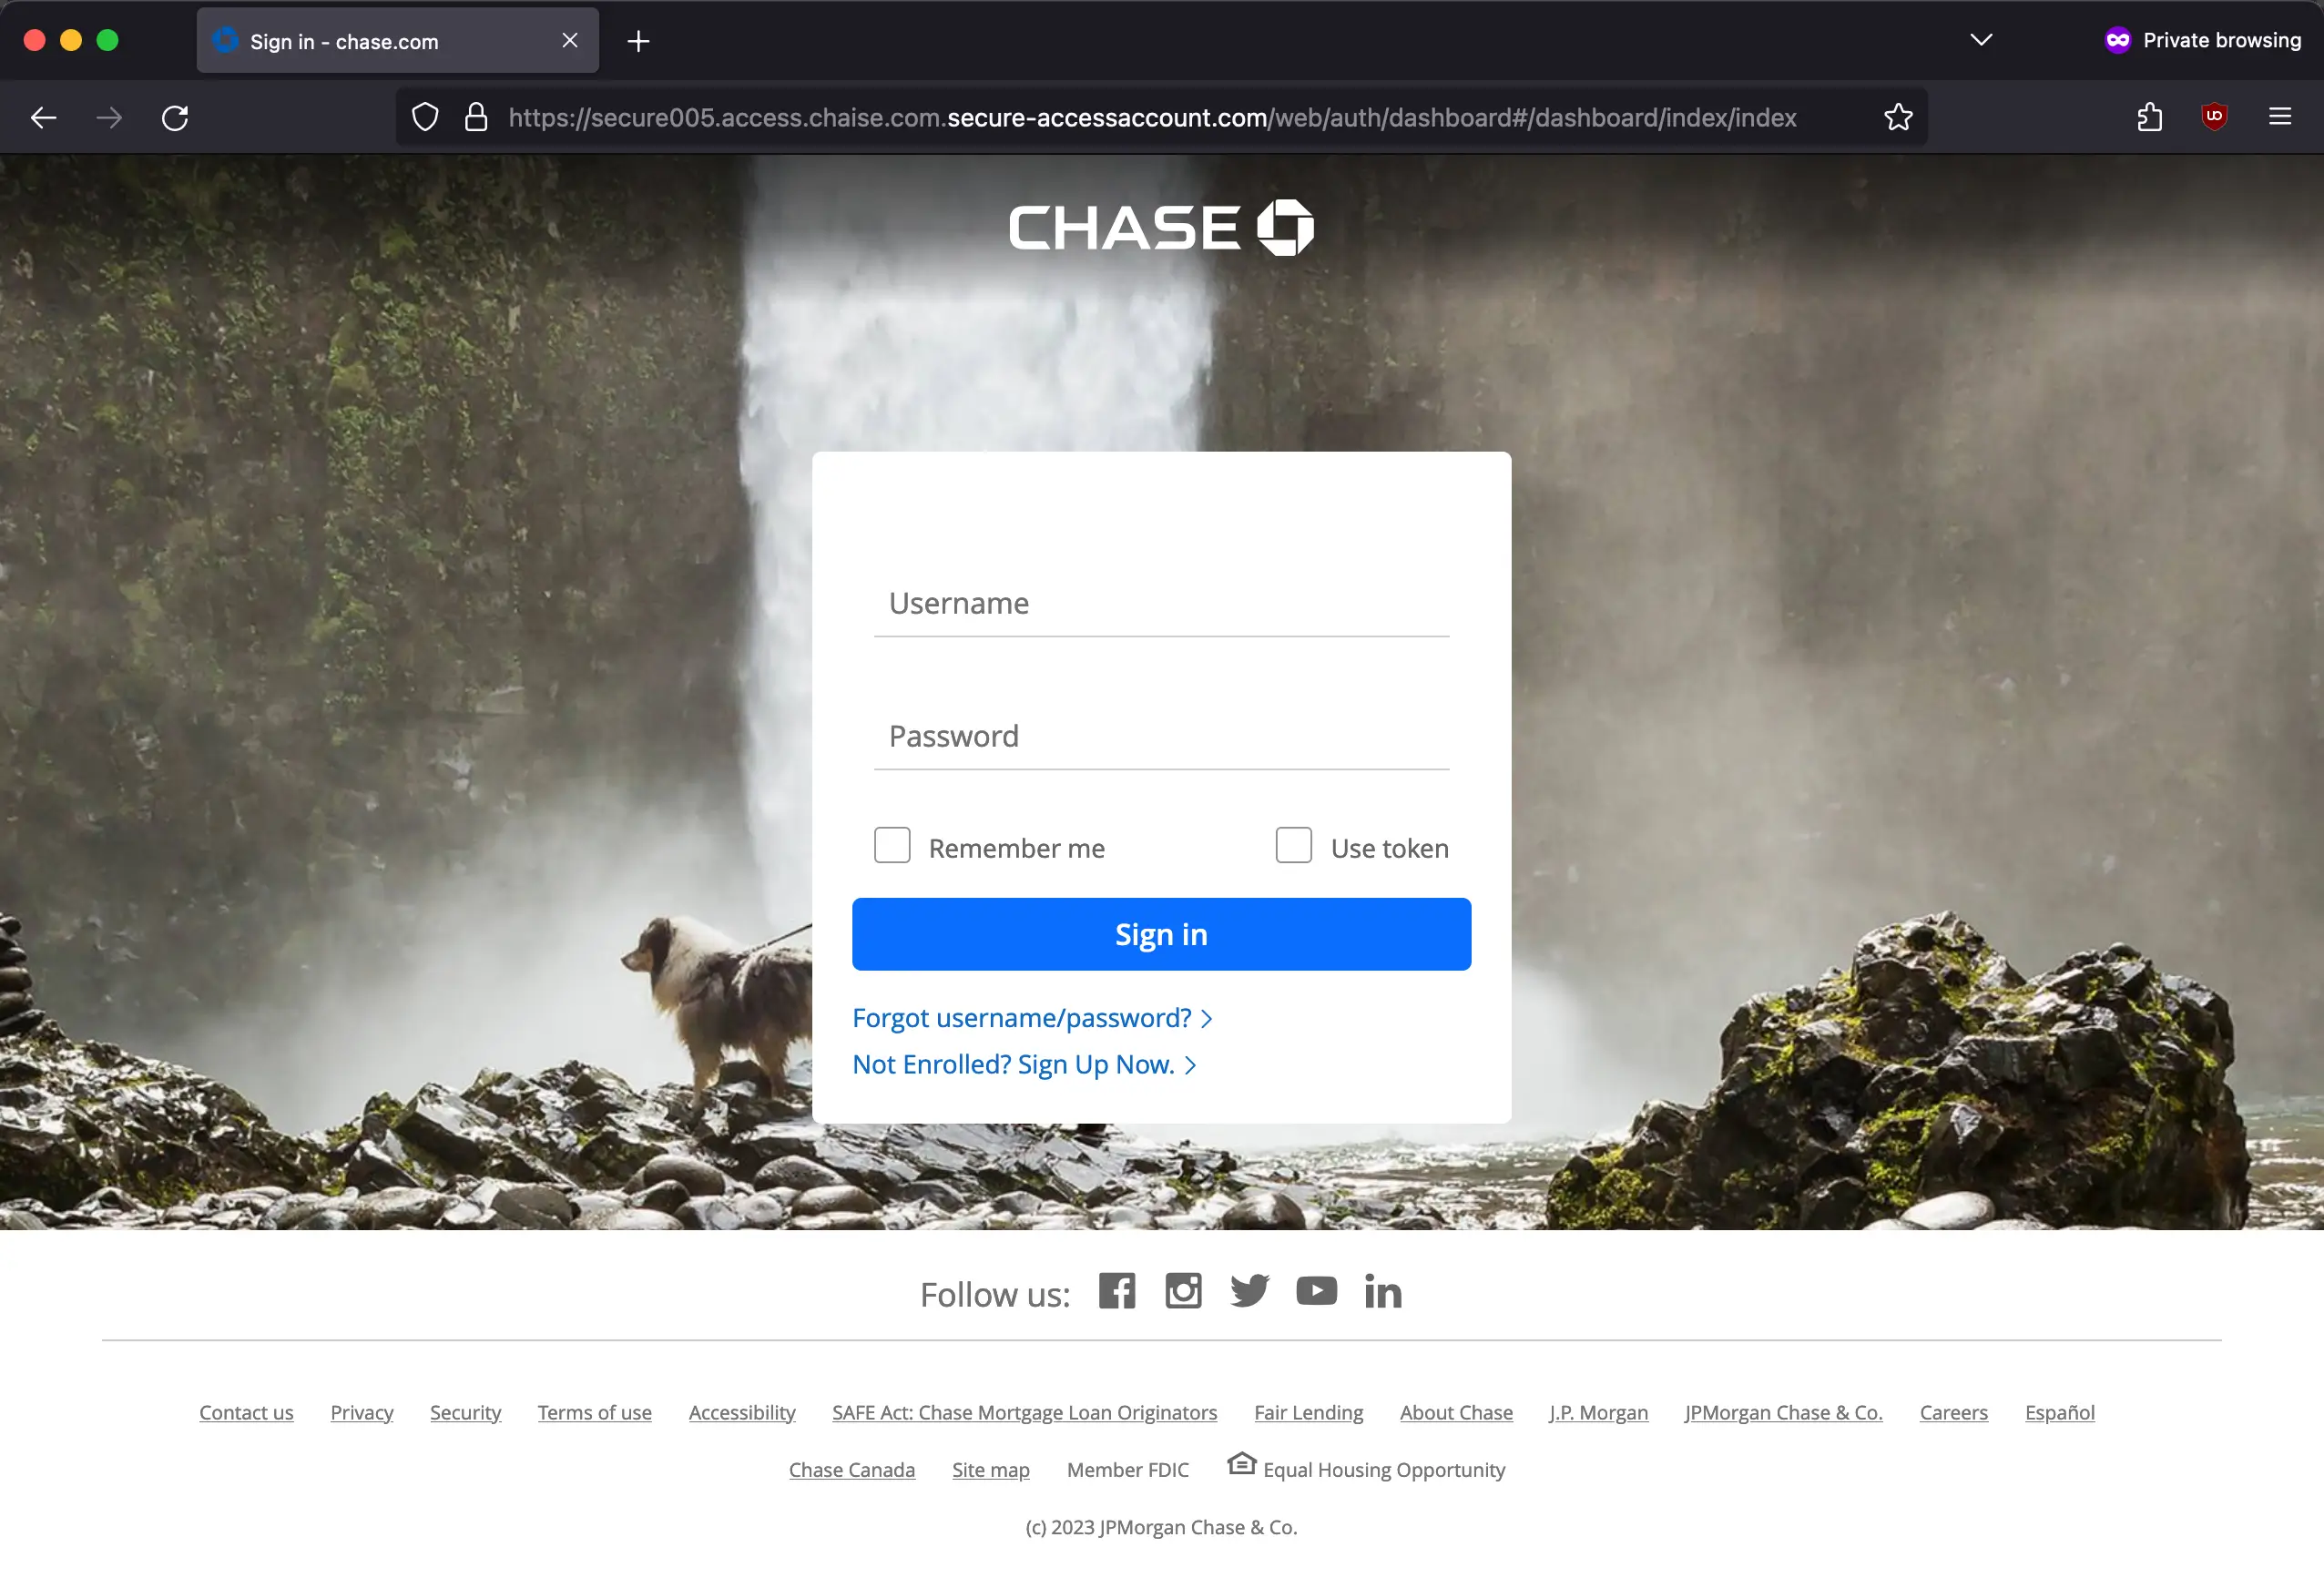 Sign in - chase.com
Private browsing
https://secure005.access.chaise.com.secure-accessaccount.com/web/auth/dashboard#/dashboard/index/index
CHASE
Username
Password
Remember me Use token
Sign in
Forgot username/password?
Not Enrolled? Sign Up Now.
Follow us:
Contact us Privacy Security Terms of use Accessibility SAFE Act: Chase Mortgage Loan Originators Fair Lending About Chase J.P. Morgan JPMorgan Chase & Co. Careers Español
Chase Canada Site map Member FDIC Equal Housing Opportunity
(c) 2023 JPMorgan Chase & Co.